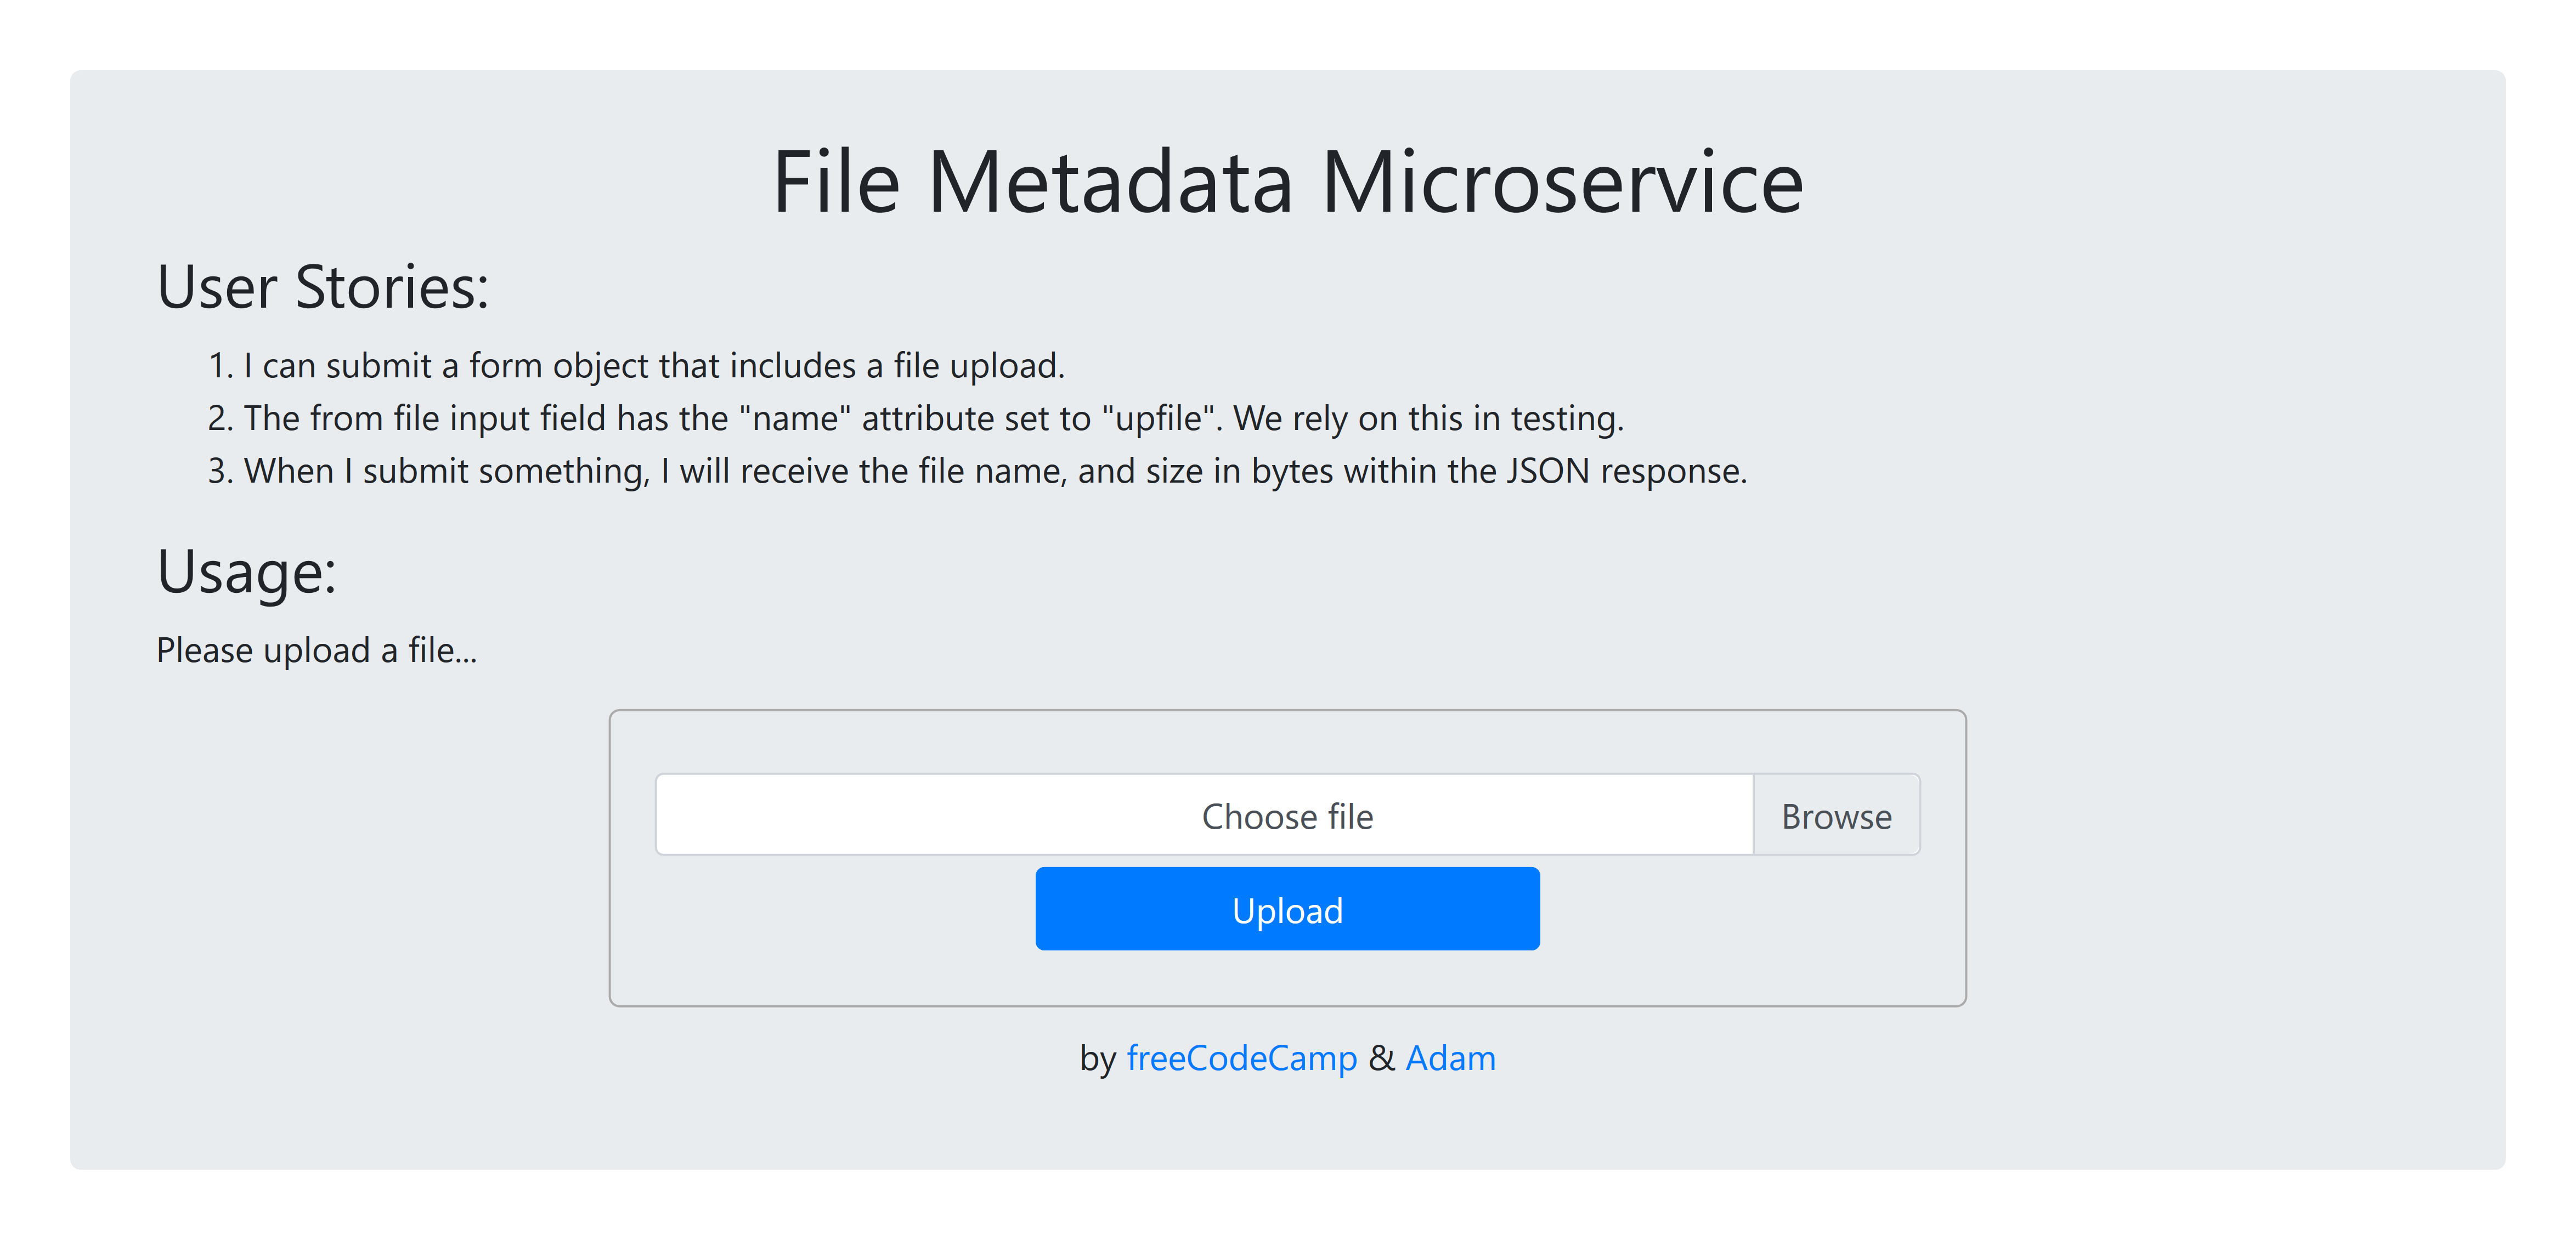 File Metadata Microservice
User Stories:
1. I can submit a form object that includes a file upload.
2. The from file input field has the "name" attribute set to "upfile". We rely on this in testing.
3. When I submit something, I will receive the file name, and size in bytes within the JSON response.
Usage:
Please upload a file...
Choose file Browse
Upload
by freeCodeCamp & Adam